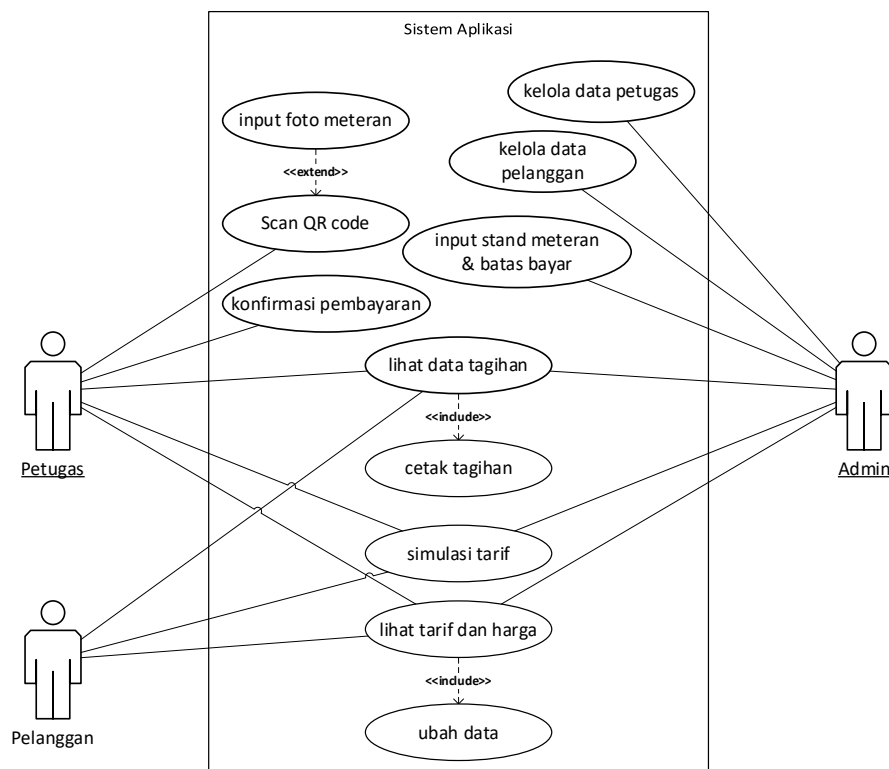 Sistem Aplikasi
kelola data petugas
input foto meteran
kelola data
pelanggan
<<extend>>
Scan QR code
input stand meteran
& batas bayar
konfirmasi pembayaran
lihat data tagihan
<<include>>
cetak tagihan
Petugas
Admin
simulasi tarif
lihat tarif dan harga
<<include>>
ubah data
Pelanggan